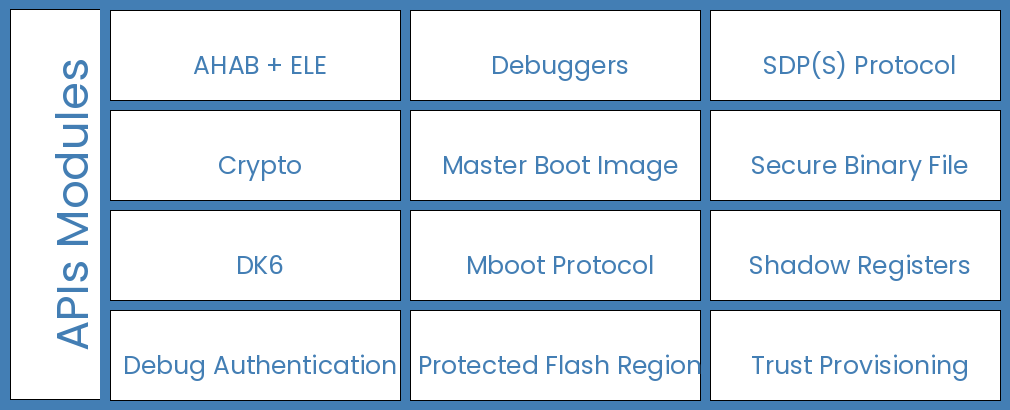 APIs Modules
AHAB + ELE
Debuggers
SDP(S) Protocol
Crypto
Master Boot Image
Secure Binary File
DK6
Mboot Protocol
Shadow Registers
Debug Authentication
Protected Flash Region
Trust Provisioning